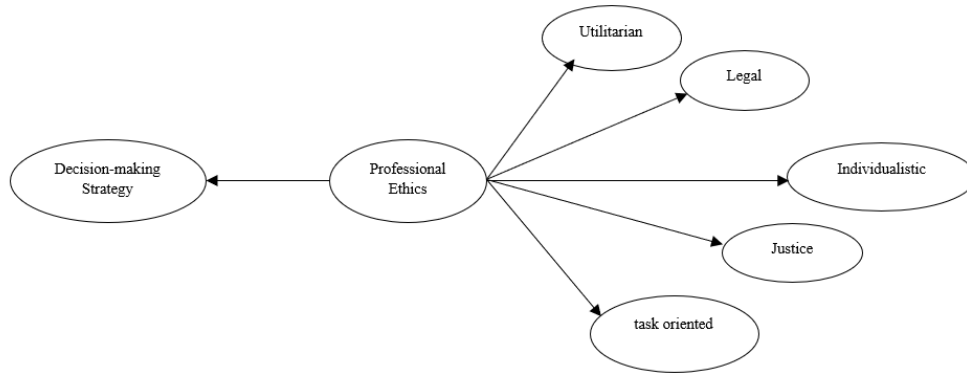 Utilitarian
Legal
Decision-making
Strategy
Professional
Ethics
Individualistic
Justice
task oriented